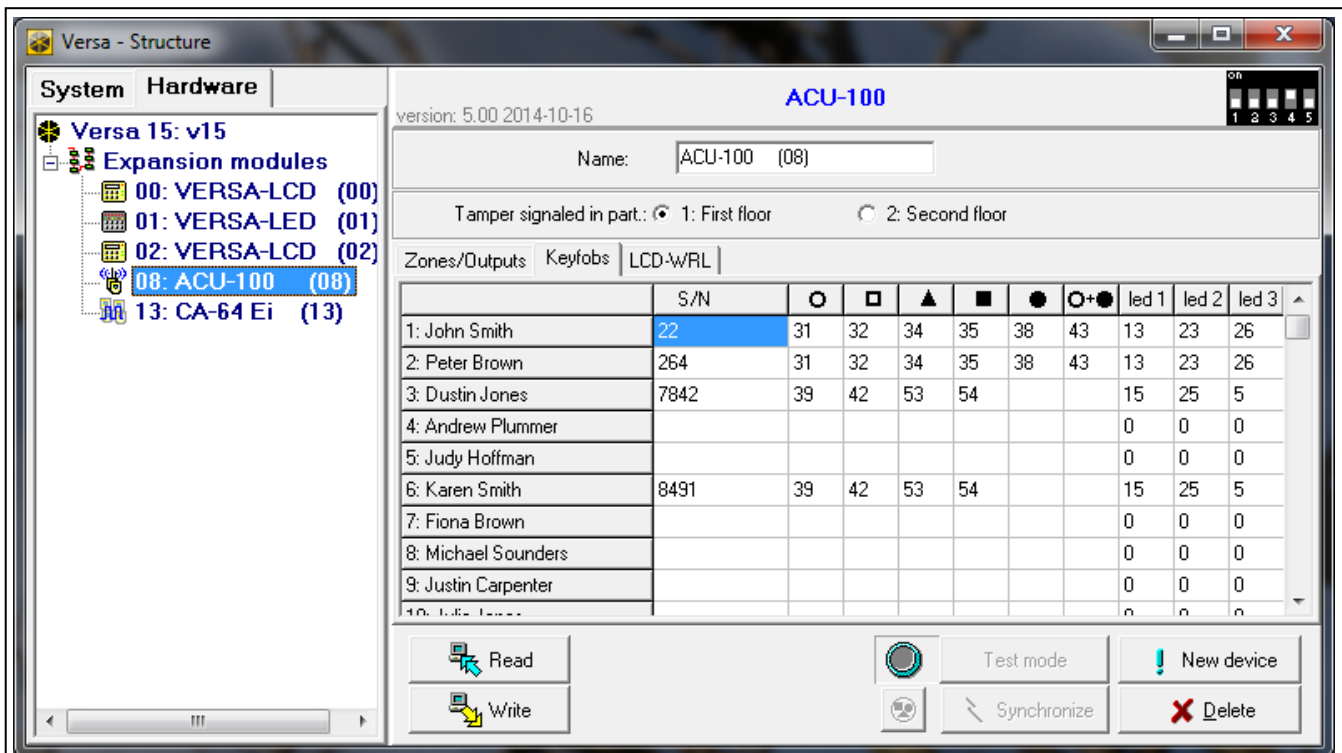 Versa - Structure
System Hardware
Versa 15: v15
Expansion modules
00: VERSA-LCD (00)
01: VERSA-LED (01)
02: VERSA-LCD (02)
08: ACU-100 (08)
13: CA-64 Ei (13)
version: 5.00 2014-10-16
ACU-100
on
1 2 3 4 5
Name: ACU-100 (08)
Tamper signaled in part.: 1: First floor 2: Second floor
Zones/Outputs Keyfobs LCD-WRL
S/N led 1 led 2 led 3
1: John Smith 22 31 32 34 35 38 43 13 23 26
2: Peter Brown 264 31 32 34 35 38 43 13 23 26
3: Dustin Jones 7842 39 42 53 54 15 25 5
4: Andrew Plummer 0 0 0
5: Judy Hoffman 0 0 0
6: Karen Smith 8491 39 42 53 54 15 25 5
7: Fiona Brown 0 0 0
8: Michael Sounders 0 0 0
9: Justin Carpenter 0 0 0
Read Test mode New device
Write Synchronize Delete